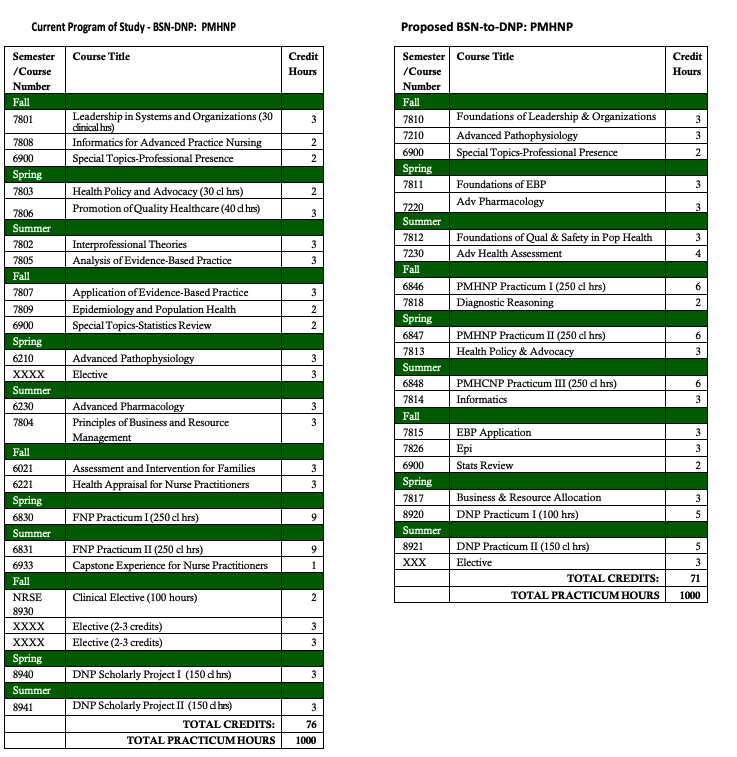 Current Program of Study - BSN-DNP: PMHNP
Semester /Course Number Course Title Credit Hours
Fall
7801 Leadership in Systems and Organizations (30 clinical hrs) 3
7808 Informatics for Advanced Practice Nursing 2
6900 Special Topics-Professional Presence 2
Spring
7803 Health Policy and Advocacy (30 cl hrs) 2
7806 Promotion of Quality Healthcare (40 cl hrs) 3
Summer
7802 Interprofessional Theories 3
7805 Analysis of Evidence-Based Practice 3
Fall
7807 Application of Evidence-Based Practice 3
7809 Epidemiology and Population Health 2
6900 Special Topics-Statistics Review 2
Spring
6210 Advanced Pathophysiology 3
XXXX Elective 3
Summer
6230 Advanced Pharmacology 3
7804 Principles of Business and Resource Management 3
Fall
6021 Assessment and Intervention for Families 3
6221 Health Appraisal for Nurse Practitioners 3
Spring
6830 FNP Practicum I (250 cl hrs) 9
Summer
6831 FNP Practicum II (250 cl hrs) 9
6933 Capstone Experience for Nurse Practitioners 1
Fall
NRSE 8930 Clinical Elective (100 hours) 2
XXXX Elective (2-3 credits) 3
XXXX Elective (2-3 credits) 3
Spring
8940 DNP Scholarly Project I (150 cl hrs) 3
Summer
8941 DNP Scholarly Project II (150 cl hrs) 3
TOTAL CREDITS: 76
TOTAL PRACTICUM HOURS 1000
Proposed BSN-to-DNP: PMHNP
Semester /Course Number Course Title Credit Hours
Fall
7810 Foundations of Leadership & Organizations 3
7210 Advanced Pathophysiology 3
6900 Special Topics-Professional Presence 2
Spring
7811 Foundations of EBP 3
7220 Adv Pharmacology 3
Summer
7812 Foundations of Qual & Safety in Pop Health 3
7230 Adv Health Assessment 4
Fall
6846 PMHNP Practicum I (250 cl hrs) 6
7818 Diagnostic Reasoning 2
Spring
6847 PMHNP Practicum II (250 cl hrs) 6
7813 Health Policy & Advocacy 3
Summer
6848 PMHCNP Practicum III (250 cl hrs) 6
7814 Informatics 3
Fall
7815 EBP Application 3
7826 Epi 3
6900 Stats Review 2
Spring
7817 Business & Resource Allocation 3
8920 DNP Practicum I (100 hrs) 5
Summer
8921 DNP Practicum II (150 cl hrs) 5
XXX Elective 3
TOTAL CREDITS: 71
TOTAL PRACTICUM HOURS 1000